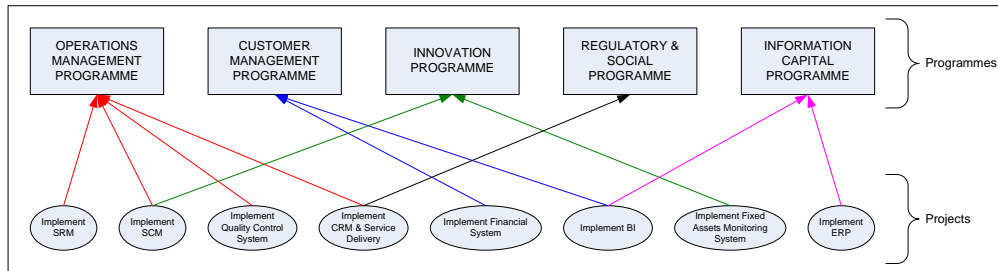 OPERATIONS
MANAGEMENT
PROGRAMME
CUSTOMER
MANAGEMENT
PROGRAMME
INNOVATION
PROGRAMME
REGULATORY &
SOCIAL
PROGRAMME
INFORMATION
CAPITAL
PROGRAMME
Programmes
Implement
SRM
Implement
SCM
Implement
Quality Control
System
Implement
CRM & Service
Delivery
Implement Financial
System
Implement BI
Implement Fixed
Assets Monitoring
System
Implement
ERP
Projects